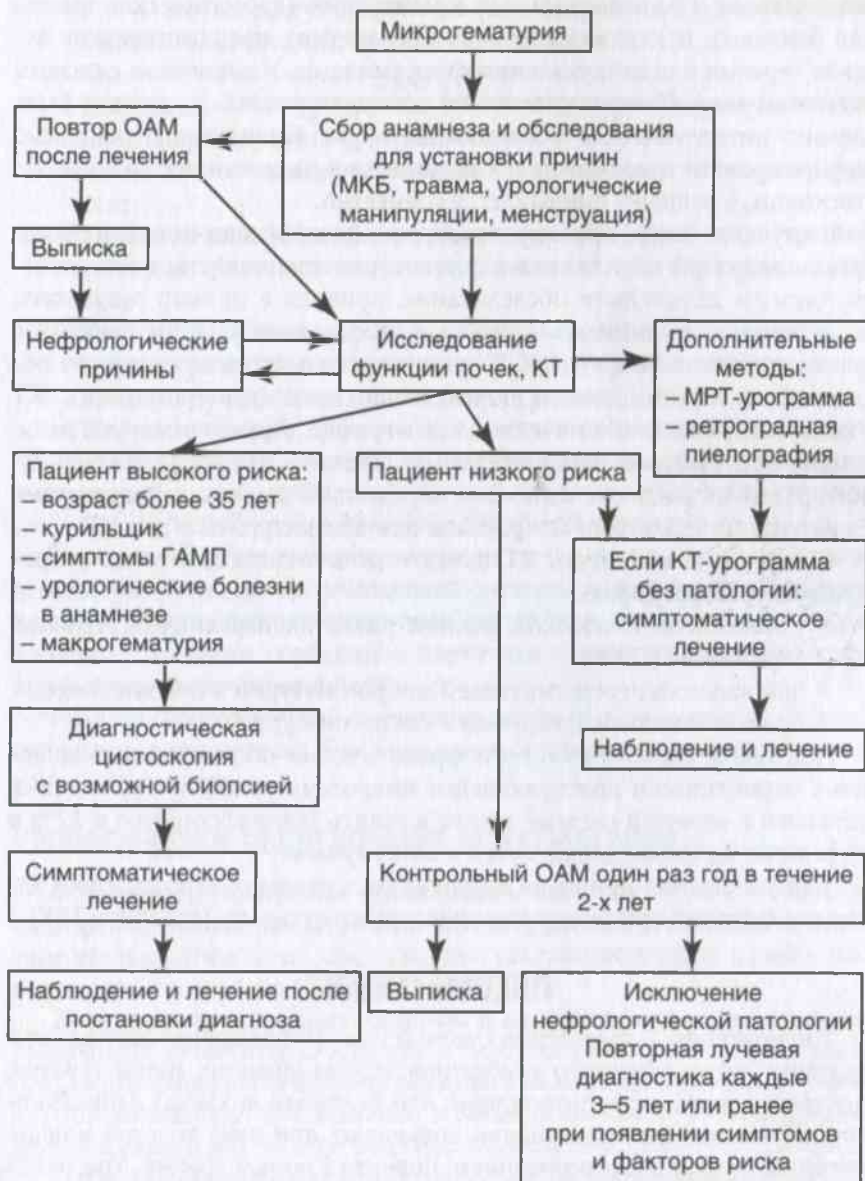 Микрогематурия
Повтор ОАМ
после лечения
Сбор анамнеза и обследования
для установки причин
(МКБ, травма, урологические
манипуляции, менструация)
Выписка
Нефрологические
причины
Исследование
функции почек, КТ
Дополнительные
методы:
– МРТ-урограмма
– ретроградная
пиелография
Пациент высокого риска:
– возраст более 35 лет
– курильщик
– симптомы ГАМП
– урологические болезни
в анамнезе
– макрогематурия
Пациент низкого риска
Если КТ-урограмма
без патологии:
симптоматическое
лечение
Диагностическая
цистоскопия
с возможной биопсией
Наблюдение и лечение
Симптоматическое
лечение
Контрольный ОАМ один раз год в течение
2-х лет
Наблюдение и лечение после
постановки диагноза
Выписка
Исключение
нефрологической патологии
Повторная лучевая
диагностика каждые
3–5 лет или ранее
при появлении симптомов
и факторов риска